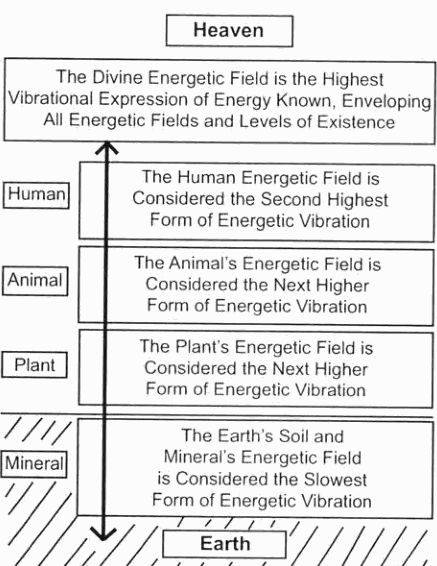 Heaven
The Divine Energetic Field is the Highest
Vibrational Expression of Energy Known, Enveloping
All Energetic Fields and Levels of Existence
Human
The Human Energetic Field is
Considered the Second Highest
Form of Energetic Vibration
Animal
The Animal's Energetic Field is
Considered the Next Higher
Form of Energetic Vibration
Plant
The Plant's Energetic Field is
Considered the Next Higher
Form of Energetic Vibration
Mineral
The Earth's Soil and
Mineral's Energetic Field
is Considered the Slowest
Form of Energetic Vibration
Earth